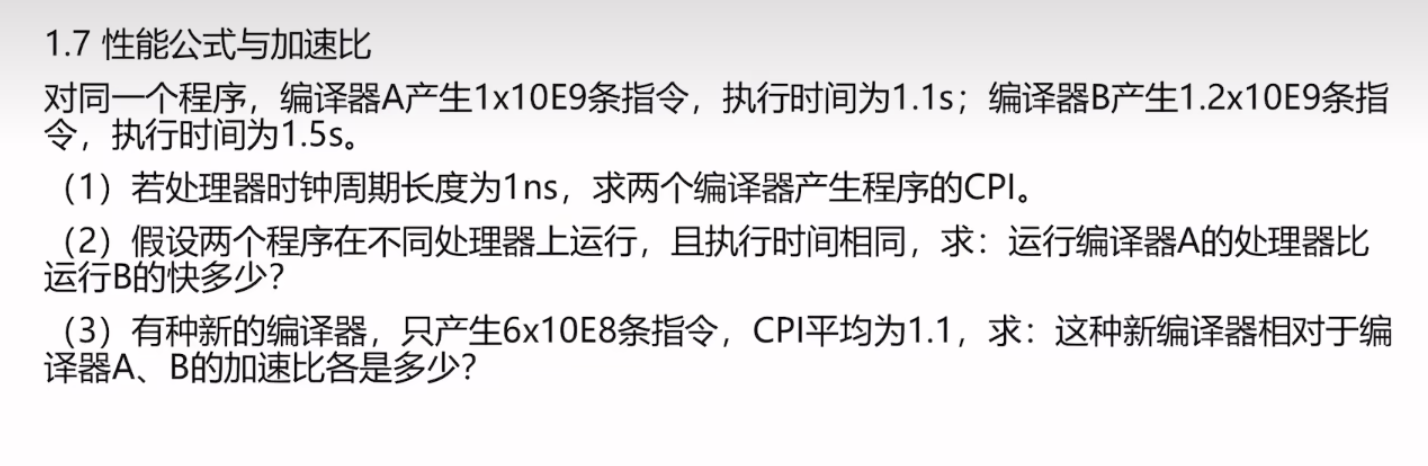 1.7 性能公式与加速比
对同一个程序，编译器A产生1x10E9条指令，执行时间为1.1s；编译器B产生1.2x10E9条指
令，执行时间为1.5s。
（1）若处理器时钟周期长度为1ns，求两个编译器产生程序的CPI。
（2）假设两个程序在不同处理器上运行，且执行时间相同，求：运行编译器A的处理器比
运行B的快多少？
（3）有种新的编译器，只产生6x10E8条指令，CPI平均为1.1，求：这种新编译器相对于编
译器A、B的加速比各是多少？